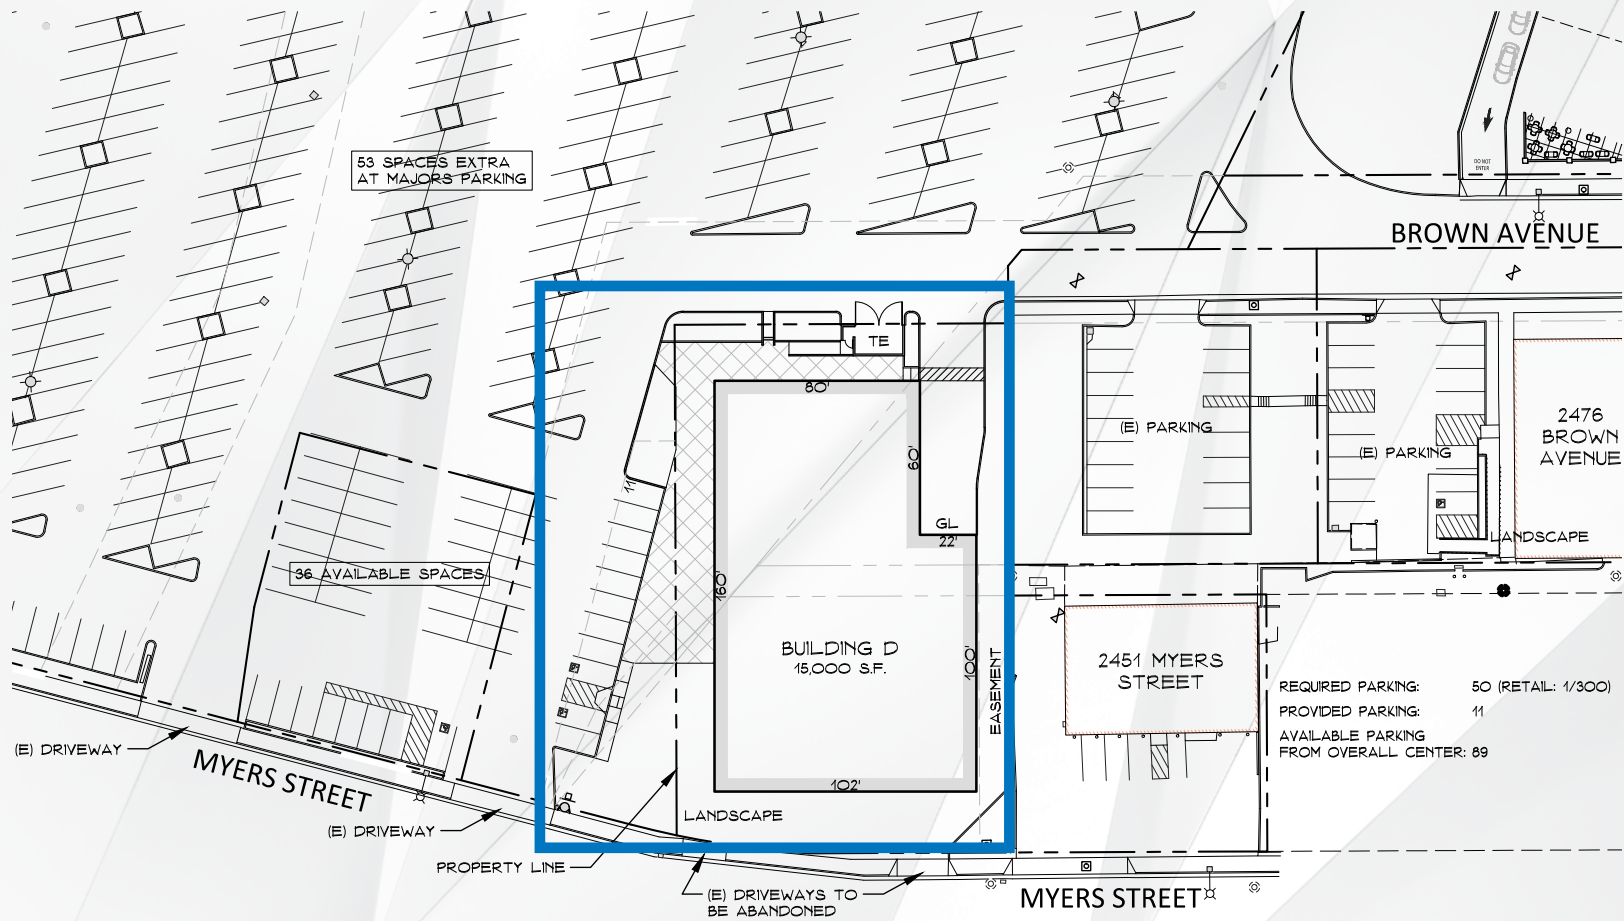 53 SPACES EXTRA
AT MAJORS PARKING
DO NOT
ENTER
BROWN AVENUE
TE
80'
60'
11
(E) PARKING
(E) PARKING
2476
BROWN
AVENUE
GL
22'
LANDSCAPE
36 AVAILABLE SPACES
160'
BUILDING D
15,000 S.F.
100'
EASEMENT
2451 MYERS
STREET
REQUIRED PARKING: 50 (RETAIL: 1/300)
PROVIDED PARKING: 11
AVAILABLE PARKING
FROM OVERALL CENTER: 89
(E) DRIVEWAY
MYERS STREET
102'
LANDSCAPE
(E) DRIVEWAY
PROPERTY LINE
(E) DRIVEWAYS TO
BE ABANDONED
MYERS STREET